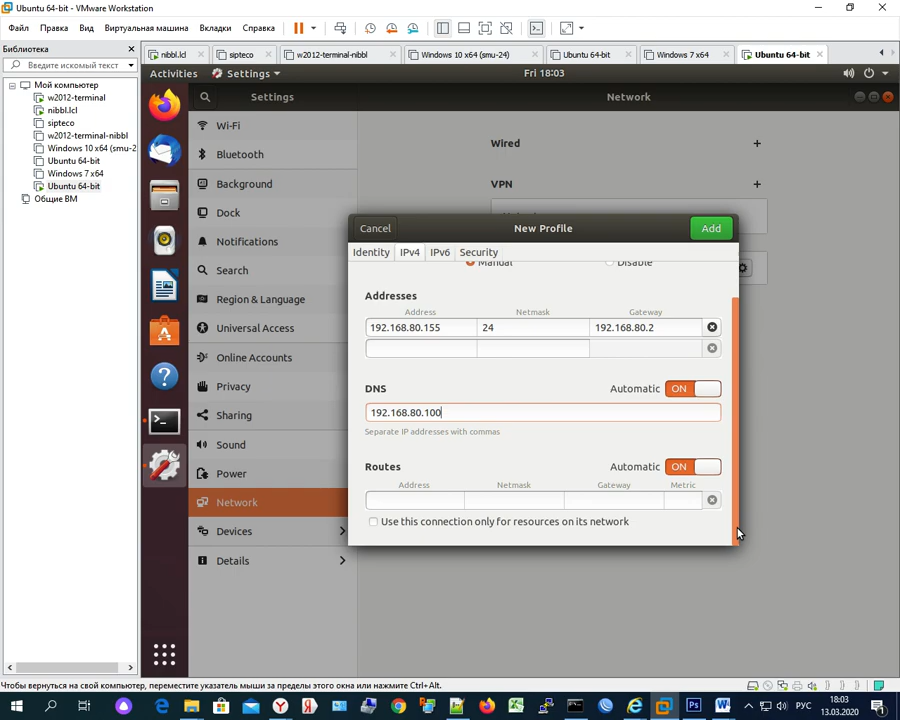 Ubuntu 64-bit - VMware Workstation
Файл Правка Вид Виртуальная машина Вкладки Справка
Библиотека
nibbl.lcl
sipteco
w2012-terminal-nibbl
Windows 10 x64 (smu-24)
Ubuntu 64-bit
Windows 7 x64
Ubuntu 64-bit
Введите искомый текст
Мой компьютер
w2012-terminal
nibbl.lcl
sipteco
w2012-terminal-nibbl
Windows 10 x64 (smu-2
Ubuntu 64-bit
Windows 7 x64
Ubuntu 64-bit
Общие ВМ
Activities
Settings
Fri 18:03
Settings
Network
Wi-Fi
Bluetooth
Background
Dock
Notifications
Search
Region & Language
Universal Access
Online Accounts
Privacy
Sharing
Sound
Power
Network
Devices
Details
Wired
VPN
Cancel
New Profile
Add
Identity IPv4 IPv6 Security
Manual Disable
Addresses
Address Netmask Gateway
192.168.80.155 24 192.168.80.2
DNS
Automatic ON
192.168.80.100
Separate IP addresses with commas
Routes
Automatic ON
Address Netmask Gateway Metric
Use this connection only for resources on its network
Чтобы вернуться на свой компьютер, переместите указатель мыши за пределы этого окна или нажмите Ctrl+Alt.
РУС
18:03
13.03.2020